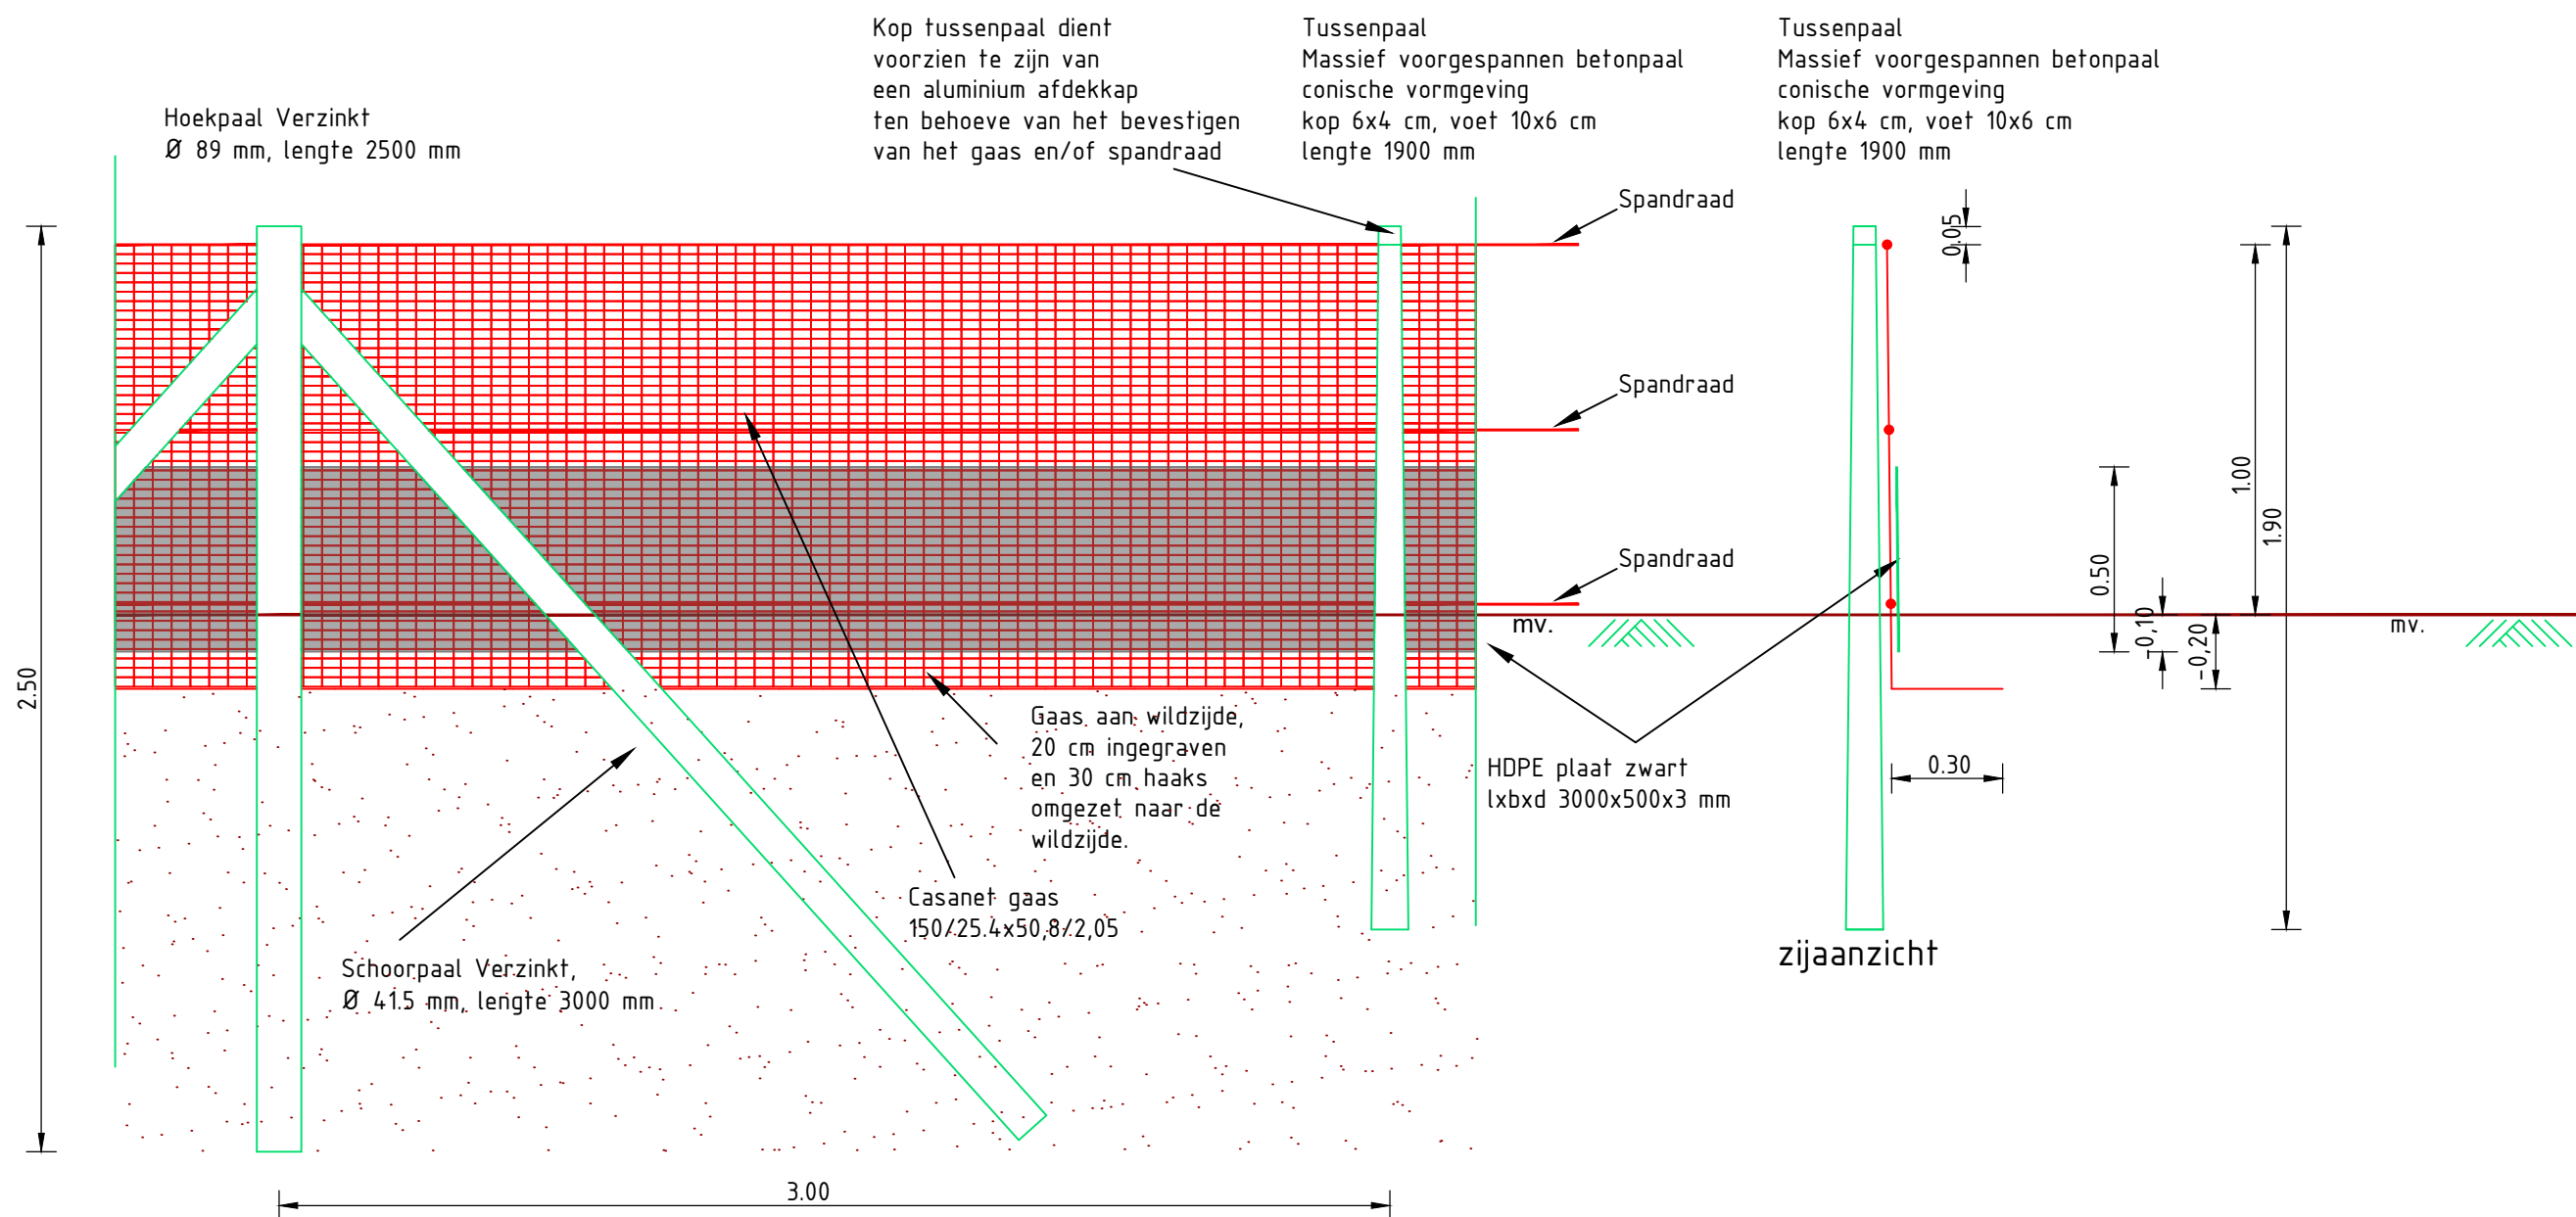 Hoekpaal Verzinkt
Ø 89 mm, lengte 2500 mm
Kop tussenpaal dient
voorzien te zijn van
een aluminium afdekkap
ten behoeve van het bevestigen
van het gaas en/of spandraad
Tussenpaal
Massief voorgespannen betonpaal
conische vormgeving
kop 6x4 cm, voet 10x6 cm
lengte 1900 mm
Tussenpaal
Massief voorgespannen betonpaal
conische vormgeving
kop 6x4 cm, voet 10x6 cm
lengte 1900 mm
Spandraad
Spandraad
Spandraad
0.05
1.00
1.90
0.50
-0,10
-0,20
mv.
mv.
2.50
Gaas aan wildzijde,
20 cm ingegraven
en 30 cm haaks
omgezet naar de
wildzijde.
HDPE plaat zwart
lxbxd 3000x500x3 mm
0.30
Casanet gaas
150/25.4x50,8/2,05
zijaanzicht
Schoorpaal Verzinkt,
Ø 41.5 mm, lengte 3000 mm
3.00